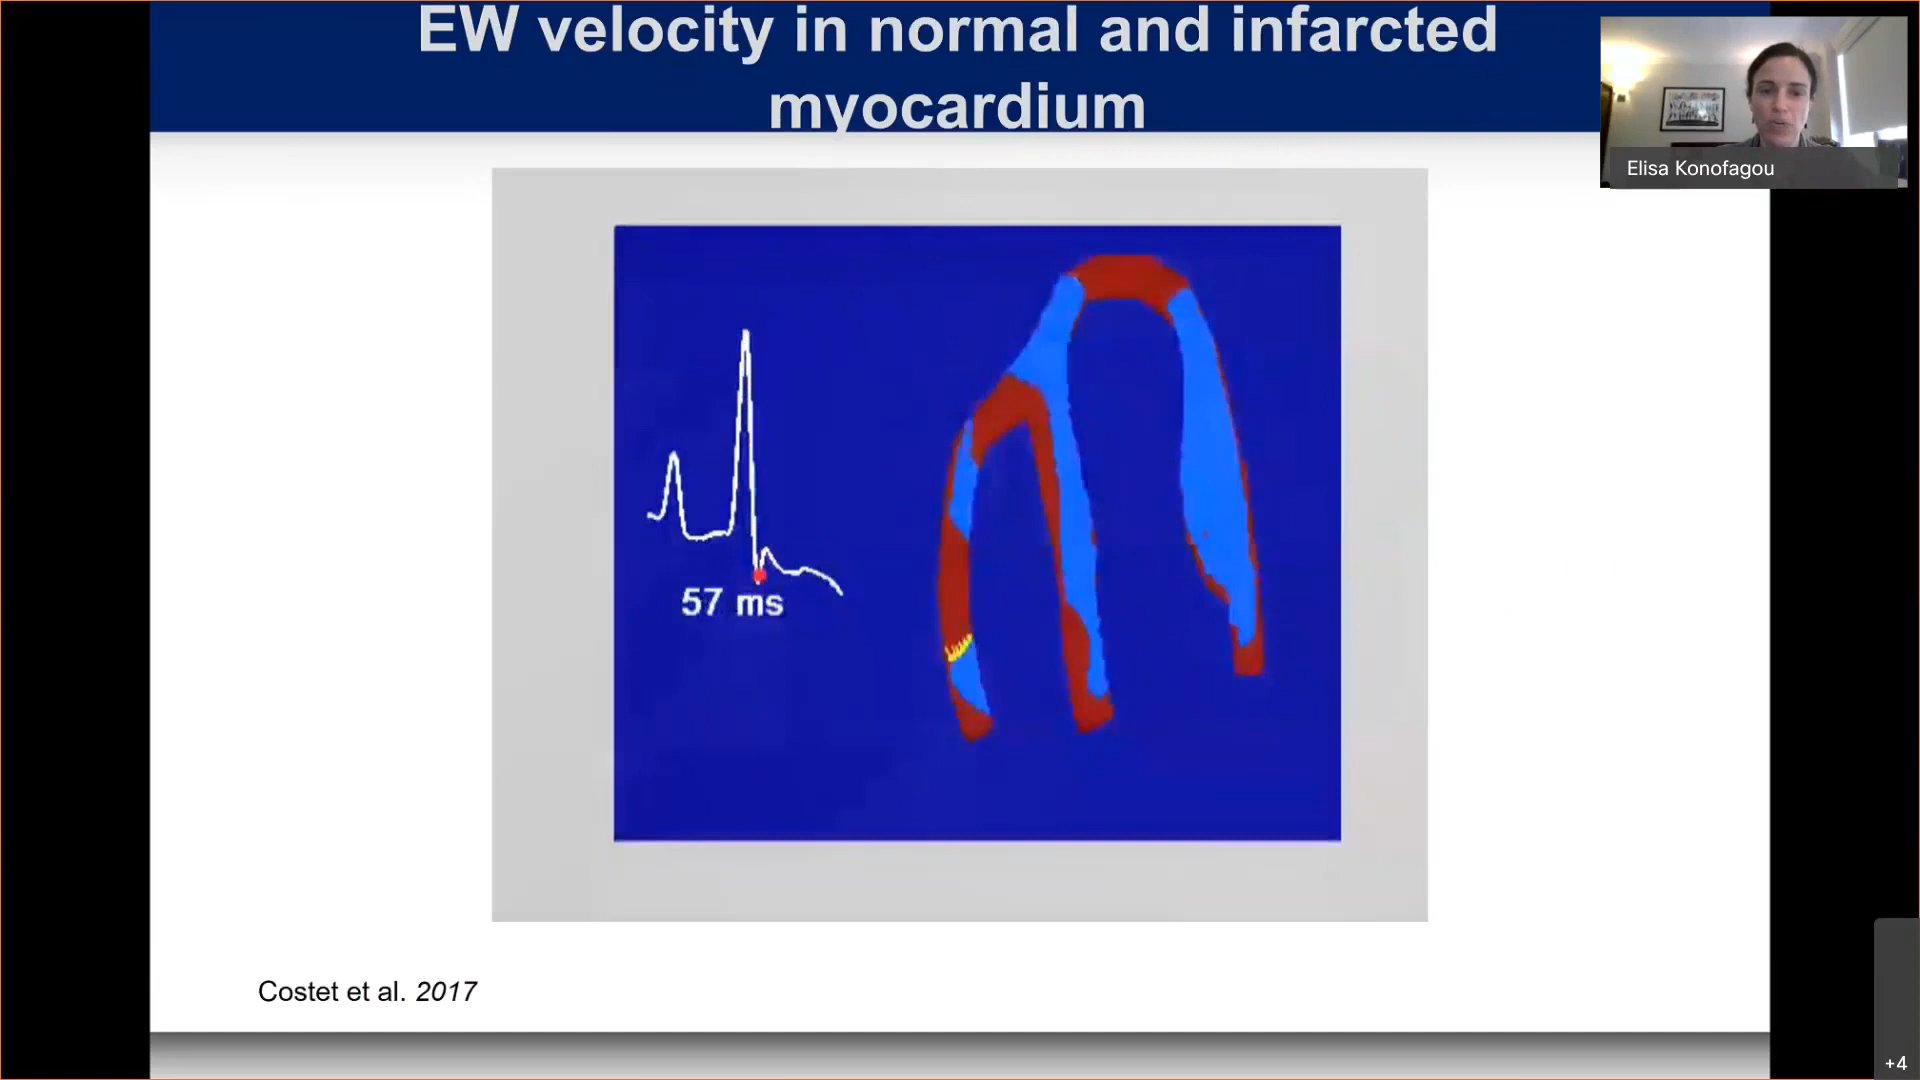 EW velocity in normal and infarcted
myocardium
Elisa Konofagou
57 ms
Costet et al. 2017
+4